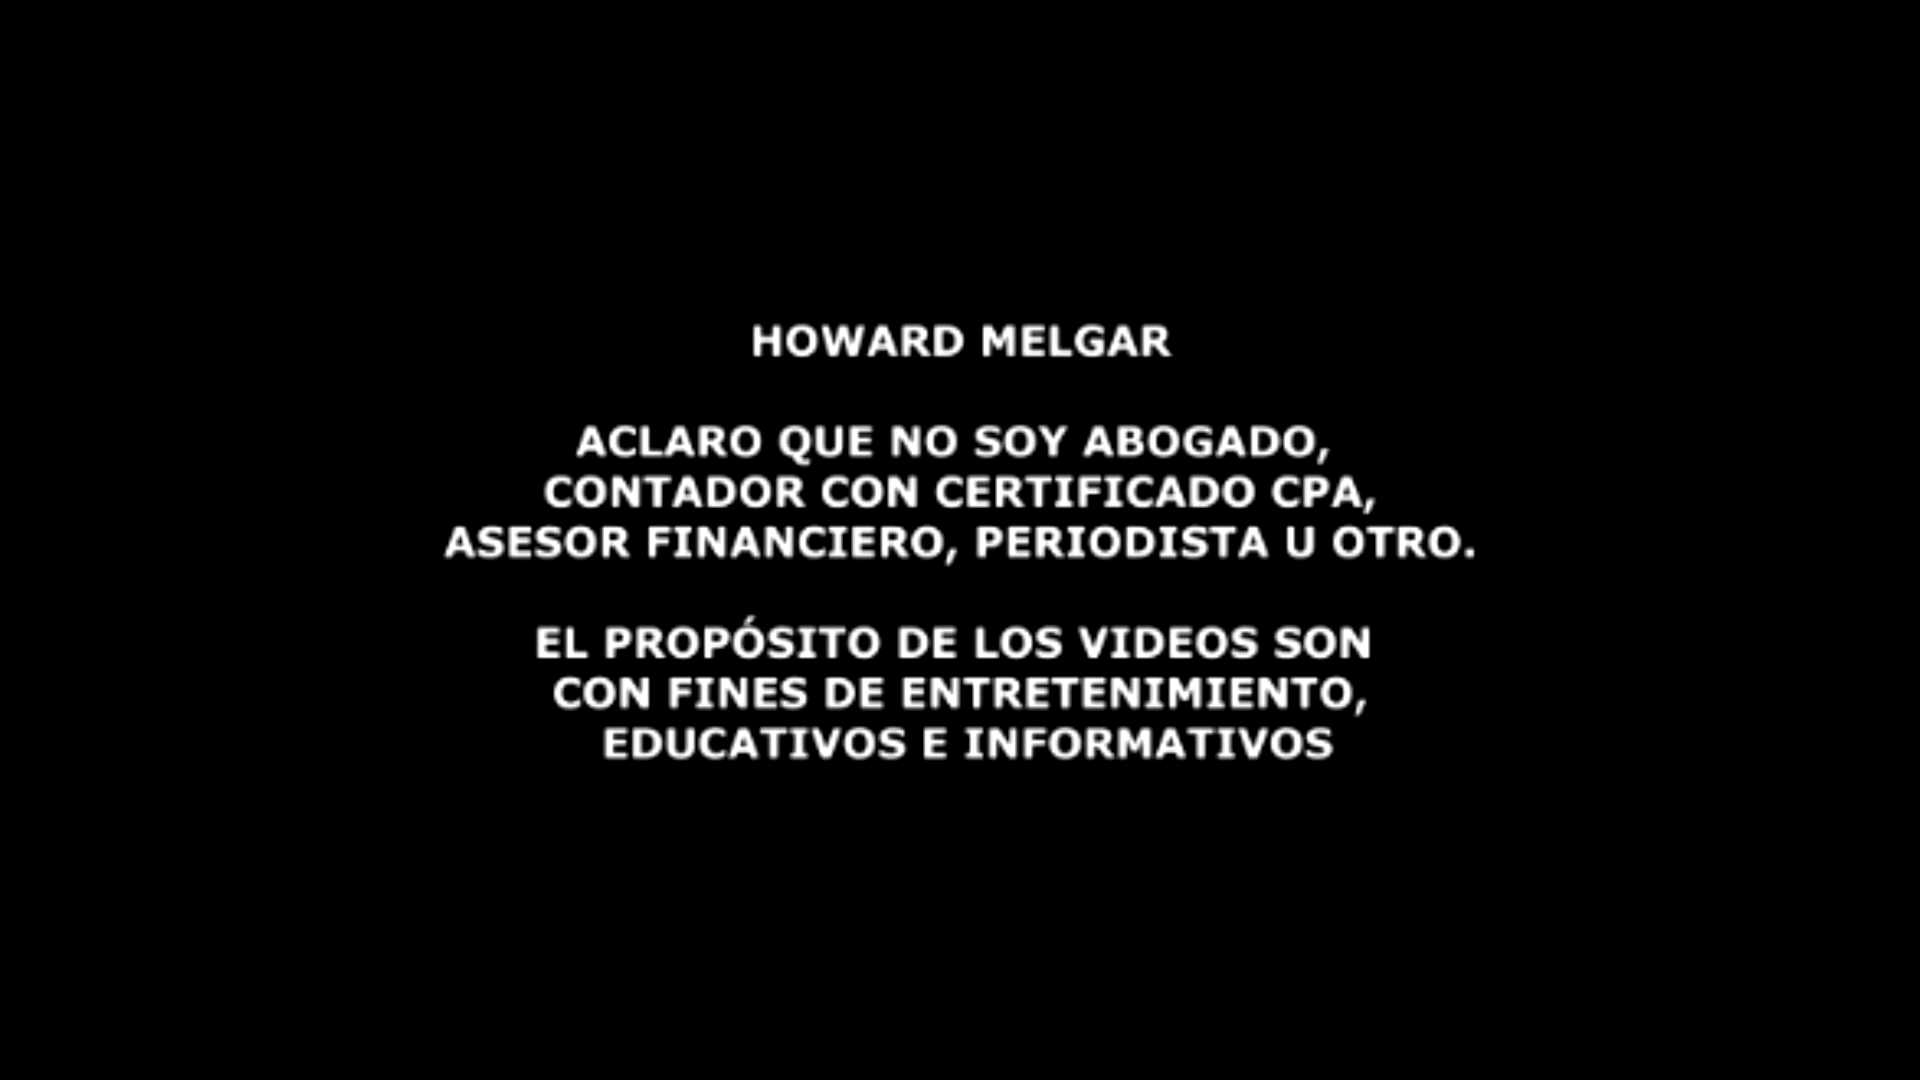 HOWARD MELGAR
ACLARO QUE NO SOY ABOGADO,
CONTADOR CON CERTIFICADO CPA,
ASESOR FINANCIERO, PERIODISTA U OTRO.
EL PROPÓSITO DE LOS VIDEOS SON
CON FINES DE ENTRETENIMIENTO,
EDUCATIVOS E INFORMATIVOS